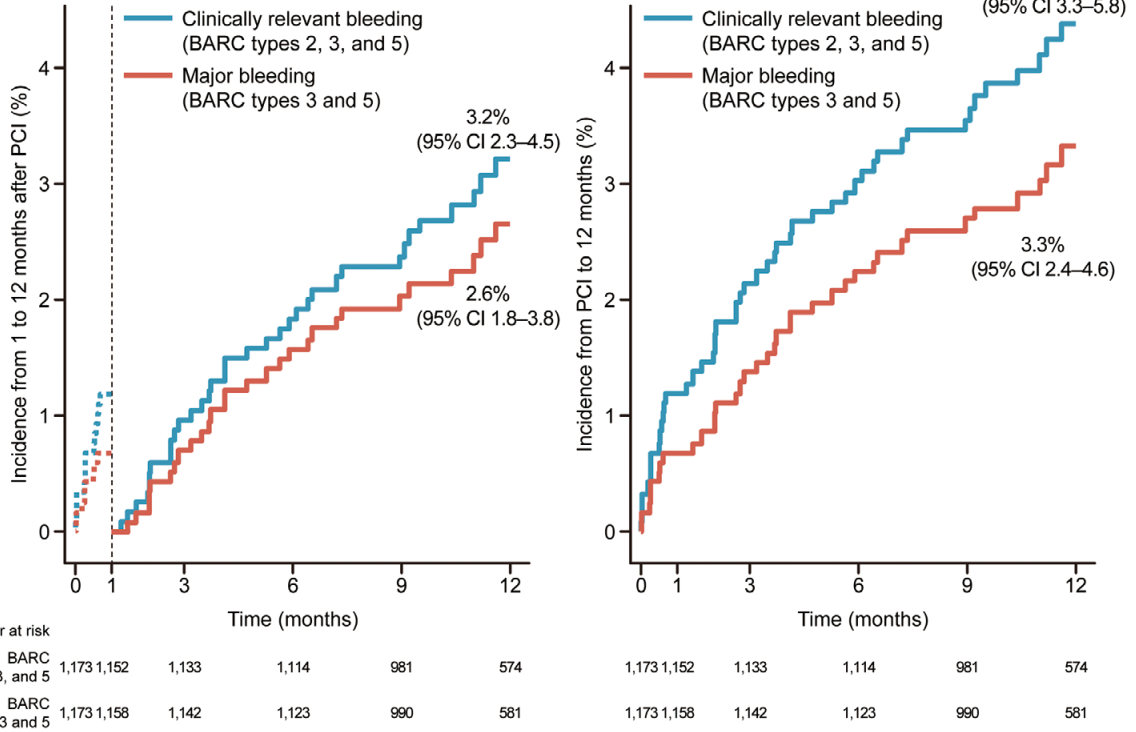 Clinically relevant bleeding
(BARC types 2, 3, and 5)
Major bleeding
(BARC types 3 and 5)
Incidence from 1 to 12 months after PCI (%)
4
3
2
1
0
3.2%
(95% CI 2.3–4.5)
2.6%
(95% CI 1.8–3.8)
0 1 3 6 9 12
Time (months)
(95% CI 3.3–5.8)
Clinically relevant bleeding
(BARC types 2, 3, and 5)
Major bleeding
(BARC types 3 and 5)
Incidence from PCI to 12 months (%)
4
3
2
1
0
3.3%
(95% CI 2.4–4.6)
0 1 3 6 9 12
Time (months)
r at risk
BARC
3, and 5
1,173 1,152 1,133 1,114 981 574
1,173 1,152 1,133 1,114 981 574
BARC
3 and 5
1,173 1,158 1,142 1,123 990 581
1,173 1,158 1,142 1,123 990 581